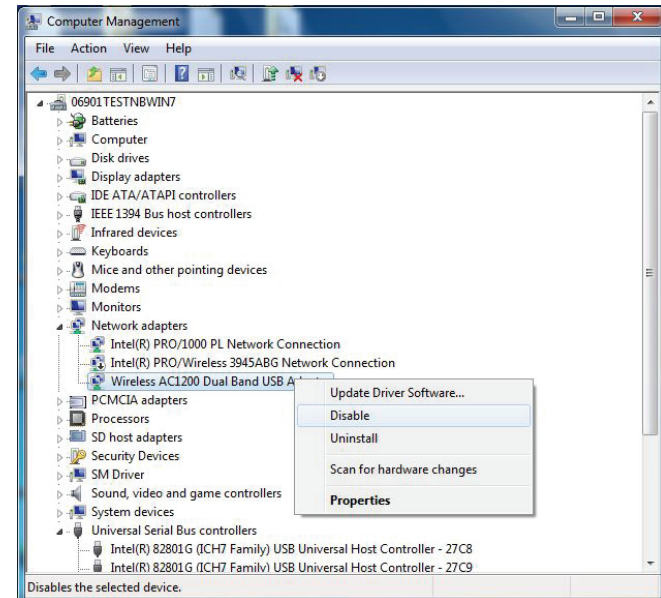 Computer Management
File Action View Help
06901TESTNBWIN7
Batteries
Computer
Disk drives
Display adapters
IDE ATA/ATAPI controllers
IEEE 1394 Bus host controllers
Infrared devices
Keyboards
Mice and other pointing devices
Modems
Monitors
Network adapters
Intel(R) PRO/1000 PL Network Connection
Intel(R) PRO/Wireless 3945ABG Network Connection
Wireless AC1200 Dual Band USB
Update Driver Software...
PCMCIA adapters
Disable
Processors
Uninstall
SD host adapters
Security Devices
Scan for hardware changes
SM Driver
Sound, video and game controllers
Properties
System devices
Universal Serial Bus controllers
Intel(R) 82801G (ICH7 Family) USB Universal Host Controller - 27C8
Intel(R) 82801G (ICH7 Family) USB Universal Host Controller - 27C9
Disables the selected device.